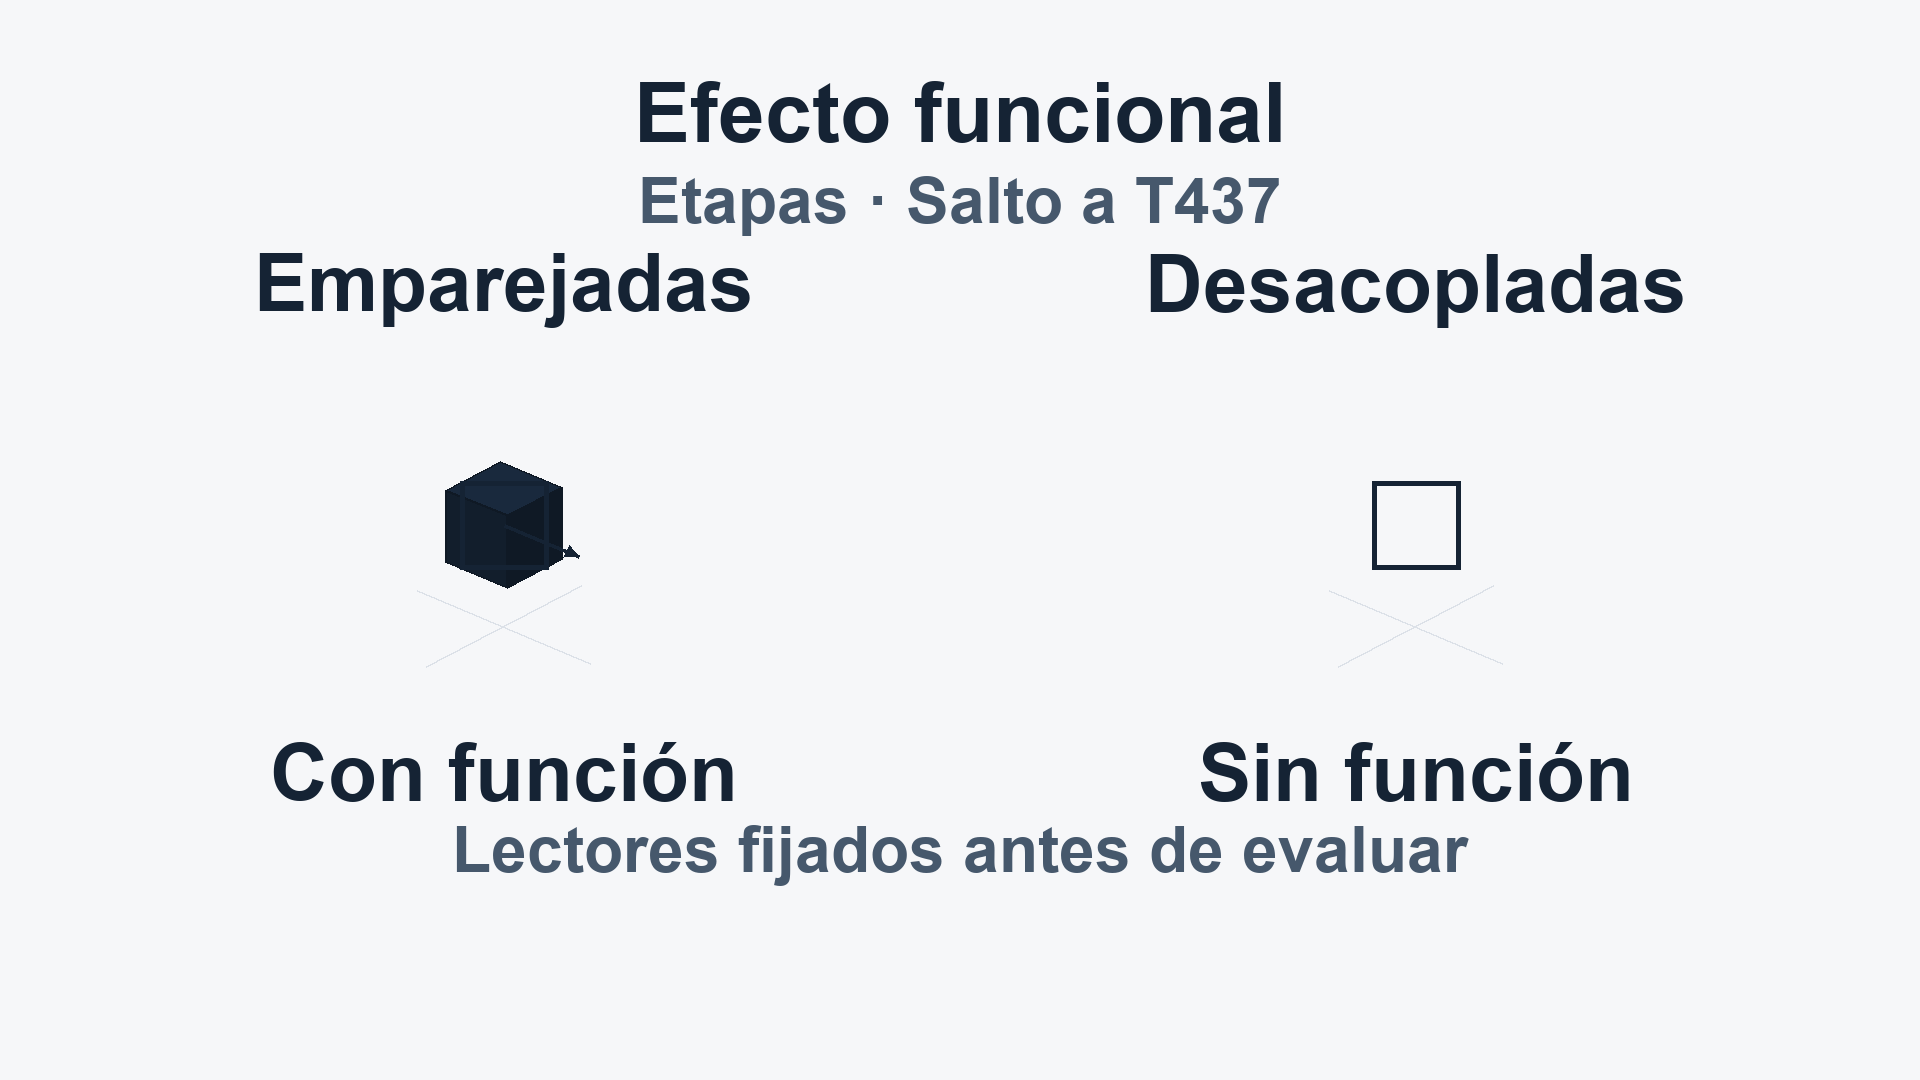 Efecto funcional
Etapas · Salto a T437
Emparejadas
Desacopladas
Con función
Sin función
Lectores fijados antes de evaluar